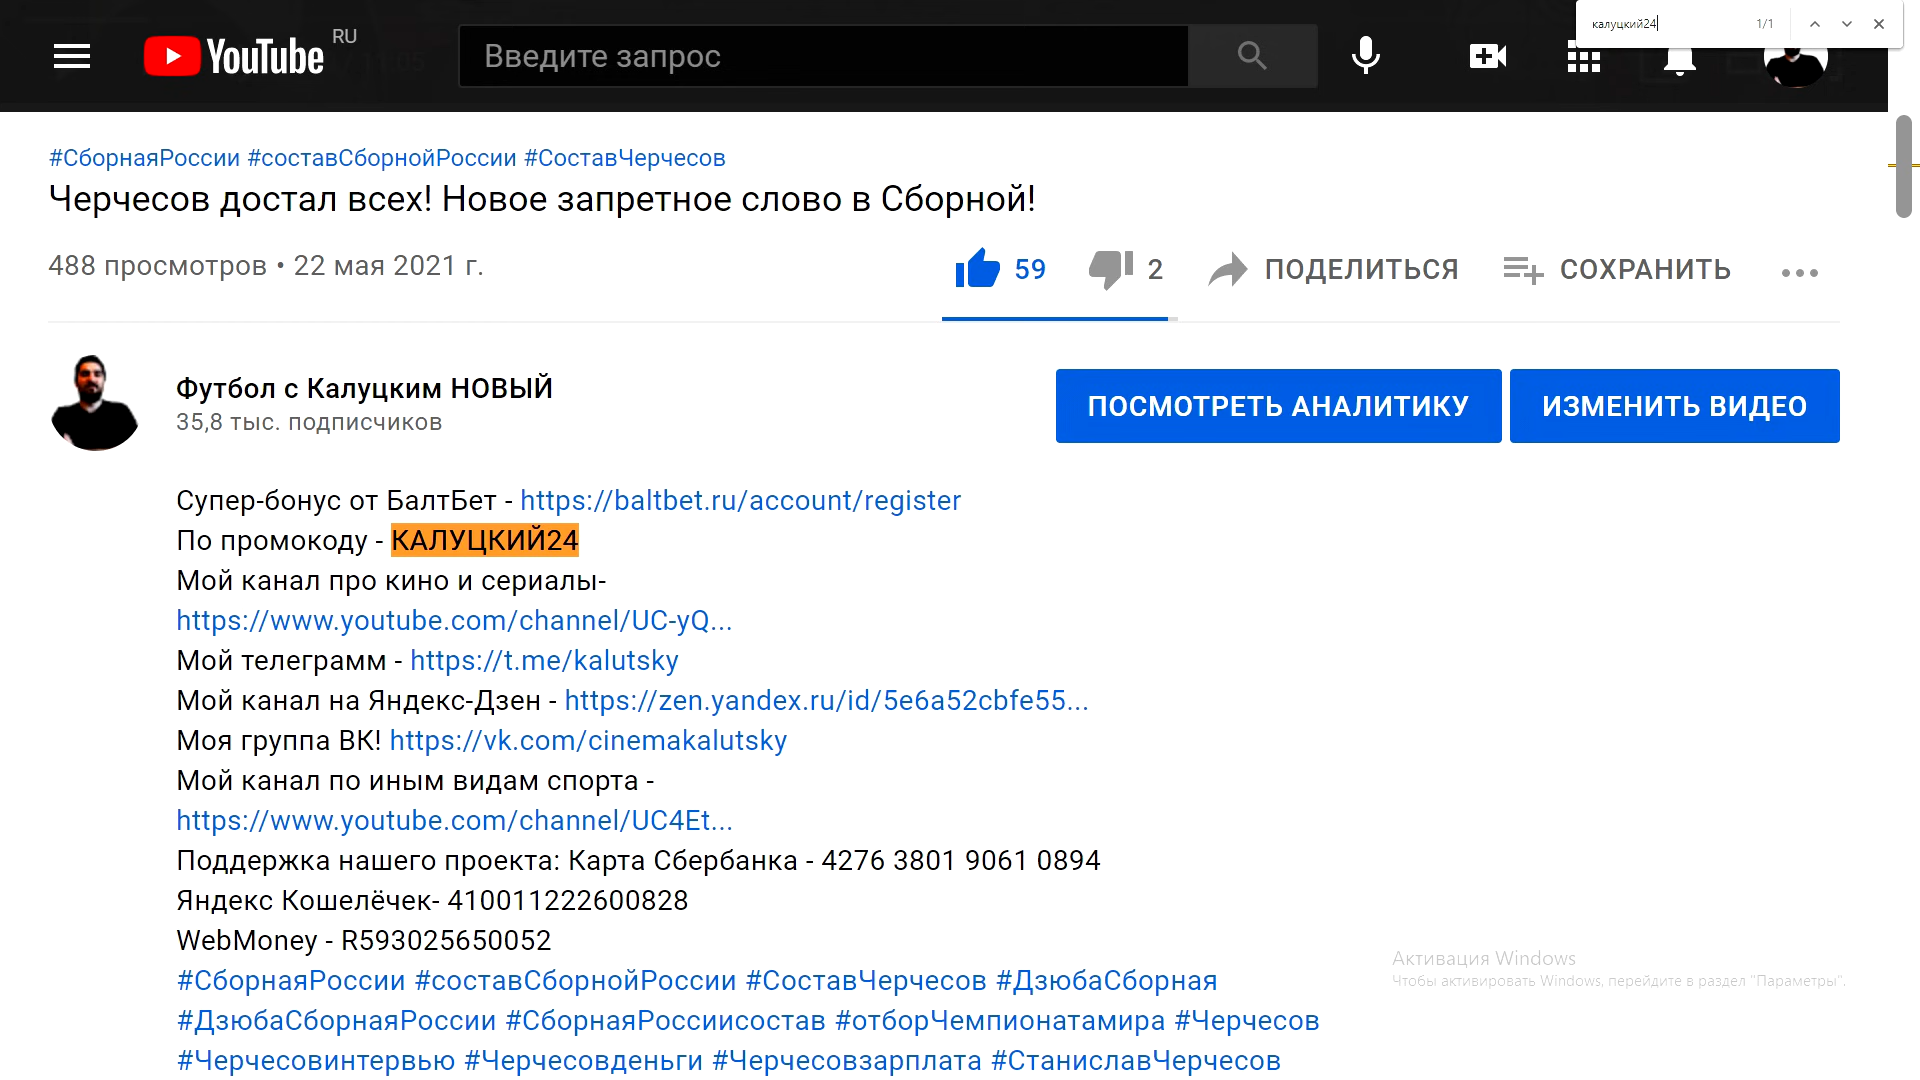 калуцкий24 1/1
YouTube RU
Введите запрос
#СборнаяРоссии #составСборнойРоссии #СоставЧерчесов
Черчесов достал всех! Новое запретное слово в Сборной!
488 просмотров • 22 мая 2021 г.
59 2 ПОДЕЛИТЬСЯ СОХРАНИТЬ
Футбол с Калуцким НОВЫЙ
35,8 тыс. подписчиков
ПОСМОТРЕТЬ АНАЛИТИКУ ИЗМЕНИТЬ ВИДЕО
Супер-бонус от БалтБет - https://baltbet.ru/account/register
По промокоду - КАЛУЦКИЙ24
Мой канал про кино и сериалы-
https://www.youtube.com/channel/UC-yQ...
Мой телеграмм - https://t.me/kalutsky
Мой канал на Яндекс-Дзен - https://zen.yandex.ru/id/5e6a52cbfe55...
Моя группа ВК! https://vk.com/cinemakalutsky
Мой канал по иным видам спорта -
https://www.youtube.com/channel/UC4Et...
Поддержка нашего проекта: Карта Сбербанка - 4276 3801 9061 0894
Яндекс Кошелёчек- 410011222600828
WebMoney - R593025650052
#СборнаяРоссии #составСборнойРоссии #СоставЧерчесов #ДзюбаСборная
#ДзюбаСборнаяРоссии #СборнаяРоссиисостав #отборЧемпионатамира #Черчесов
#Черчесовинтервью #Черчесовденьги #Черчесовзарплата #СтаниславЧерчесов
Активация Windows
Чтобы активировать Windows, перейдите в раздел "Параметры".